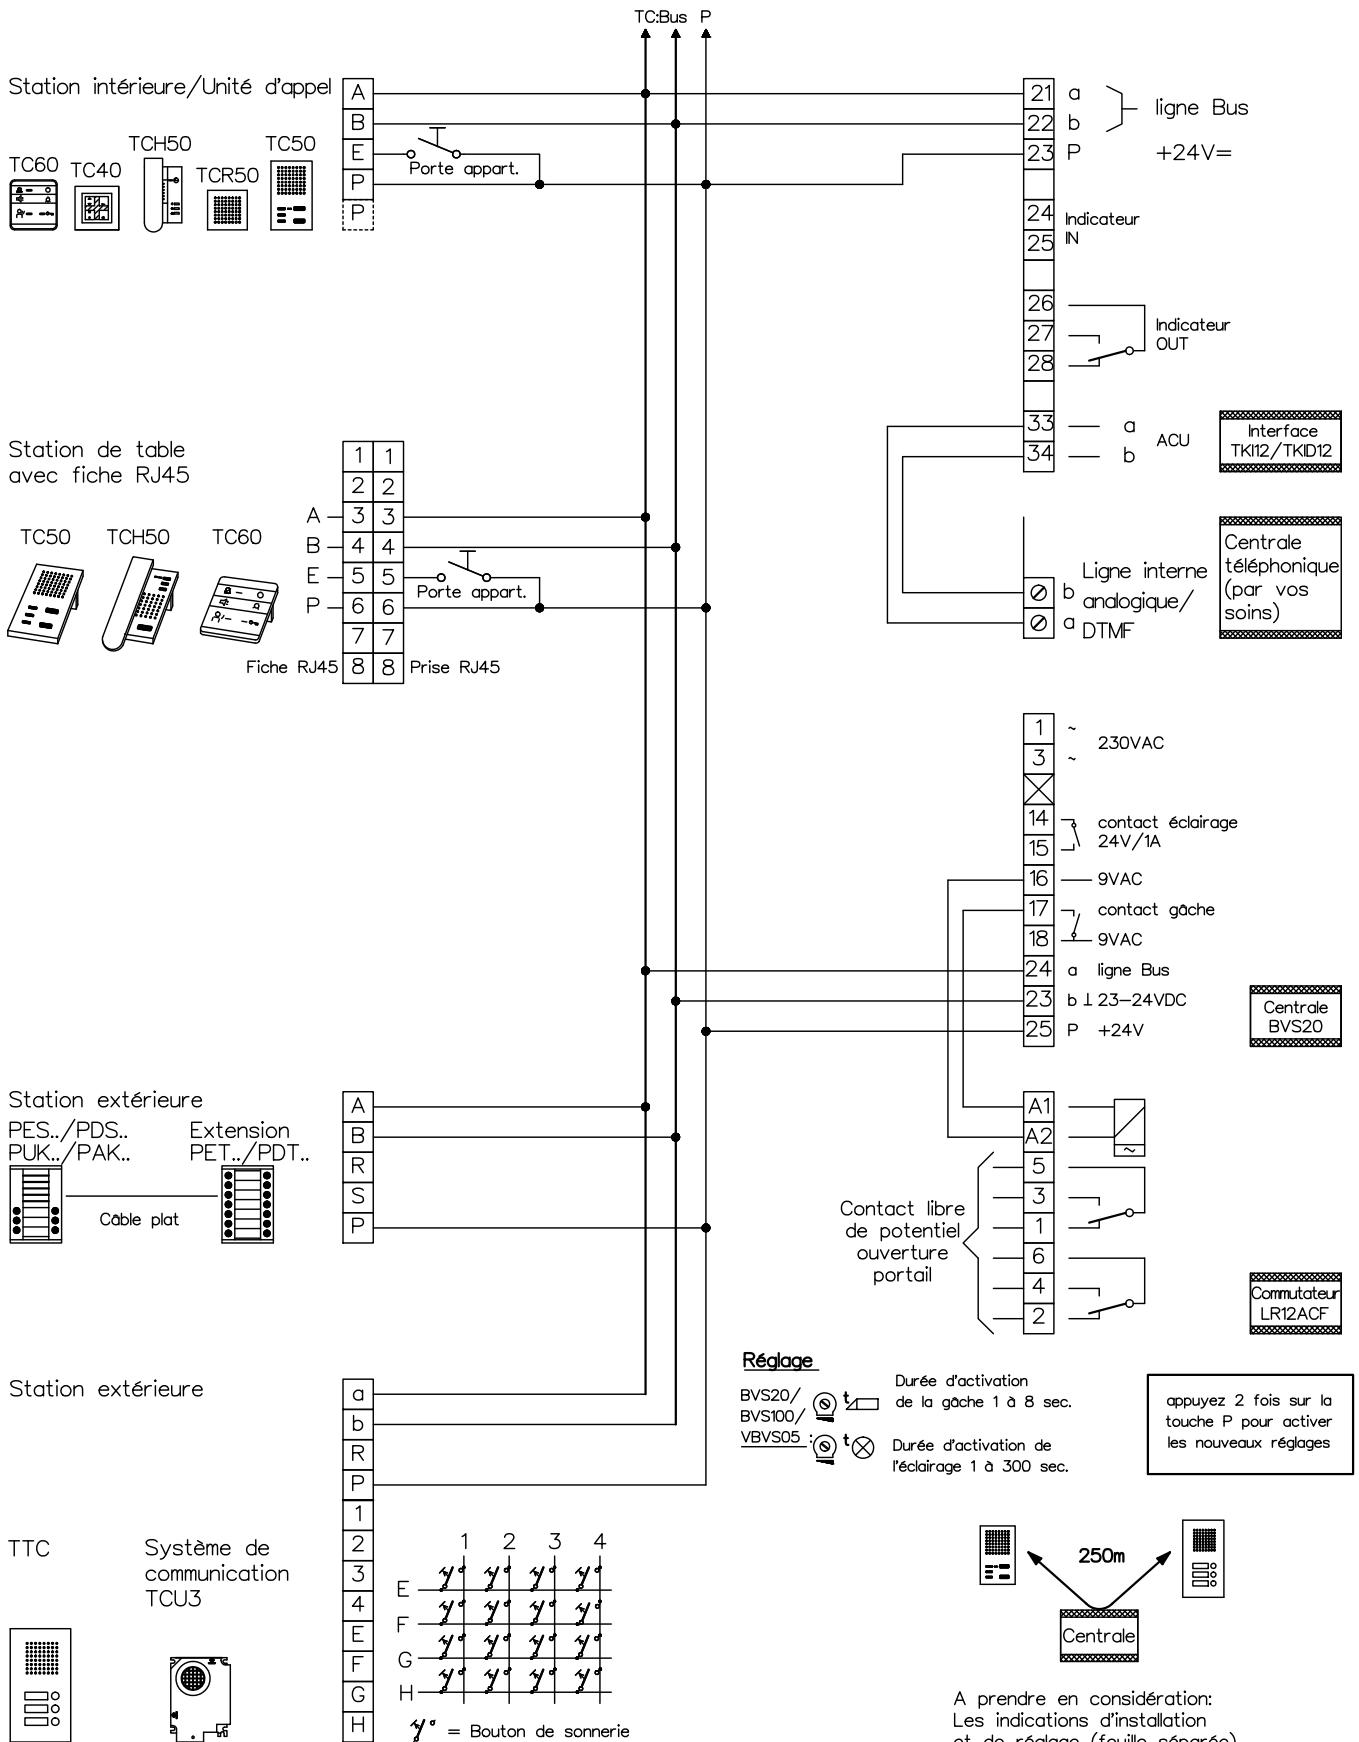 TC:Bus P
Station intérieure/Unité d'appel
TC60
TC40
TCH50
TCR50
TC50
A
B
E
P
P
Porte appart.
21 a
22 b
ligne Bus
23 P +24V=
24
25
Indicateur
IN
26
27
28
Indicateur
OUT
33 a
34 b
ACU
Interface
TKI12/TKID12
Station de table
avec fiche RJ45
TC50
TCH50
TC60
1 1
2 2
A 3 3
B 4 4
E 5 5
P 6 6
7 7
Fiche RJ45 8 8 Prise RJ45
Porte appart.
b
a
Ligne interne
analogique/
DTMF
Centrale
téléphonique
(par vos
soins)
1 ~
3 ~
230VAC
14
15
contact éclairage
24V/1A
16 9VAC
17 contact gâche
18 9VAC
24 a ligne Bus
23 b ⊥ 23-24VDC
25 P +24V
Centrale
BVS20
Station extérieure
PES../PDS..
PUK../PAK..
Extension
PET../PDT..
Câble plat
A
B
R
S
P
A1
A2
~
5
3
1
6
4
2
Contact libre
de potentiel
ouverture
portail
Commutateur
LR12ACF
Réglage
BVS20/
BVS100/
VBVS05 :
t
Durée d'activation
de la gâche 1 à 8 sec.
t
Durée d'activation de
l'éclairage 1 à 300 sec.
appuyez 2 fois sur la
touche P pour activer
les nouveaux réglages
Station extérieure
TTC
Système de
communication
TCU3
a
b
R
P
1
2
3
4
E
F
G
H
1 2 3 4
E
F
G
H
= Bouton de sonnerie
250m
Centrale
A prendre en considération:
Les indications d'installation
et de réglage (feuille séparée)